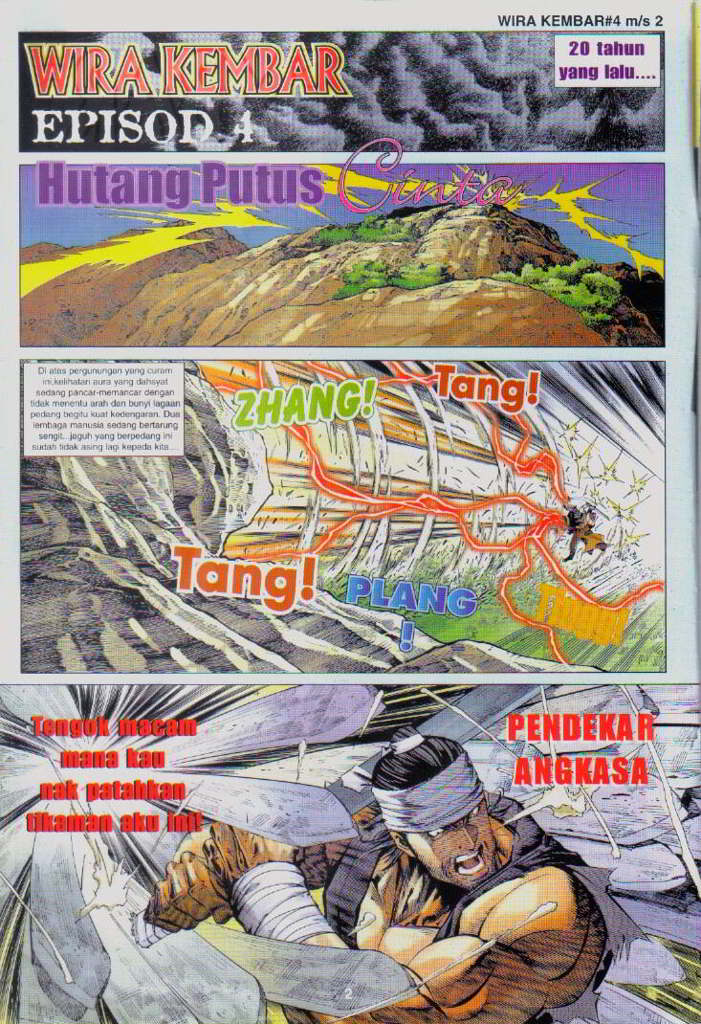 WIRA KEMBAR#4 m/s 2
WIRA KEMBAR
EPISOD 4
20 tahun
yang lalu....
Hutang Putus Cinta
Di atas pergunungan yang curam
ini,kelihatan aura yang dahsyat
sedang pancar-memancar dengan
tidak menentu arah dan bunyi lagaan
pedang begitu kuat kedengaran. Dua
lembaga manusia sedang bertarung
sengit...jaguh yang berpedang ini
sudah tidak asing lagi kepada kita....
ZHANG!
Tang!
Tang!
PLANG
!
Tengok macam
mana kau
nak patahkan
tikaman aku ini!
PENDEKAR
ANGKASA
2